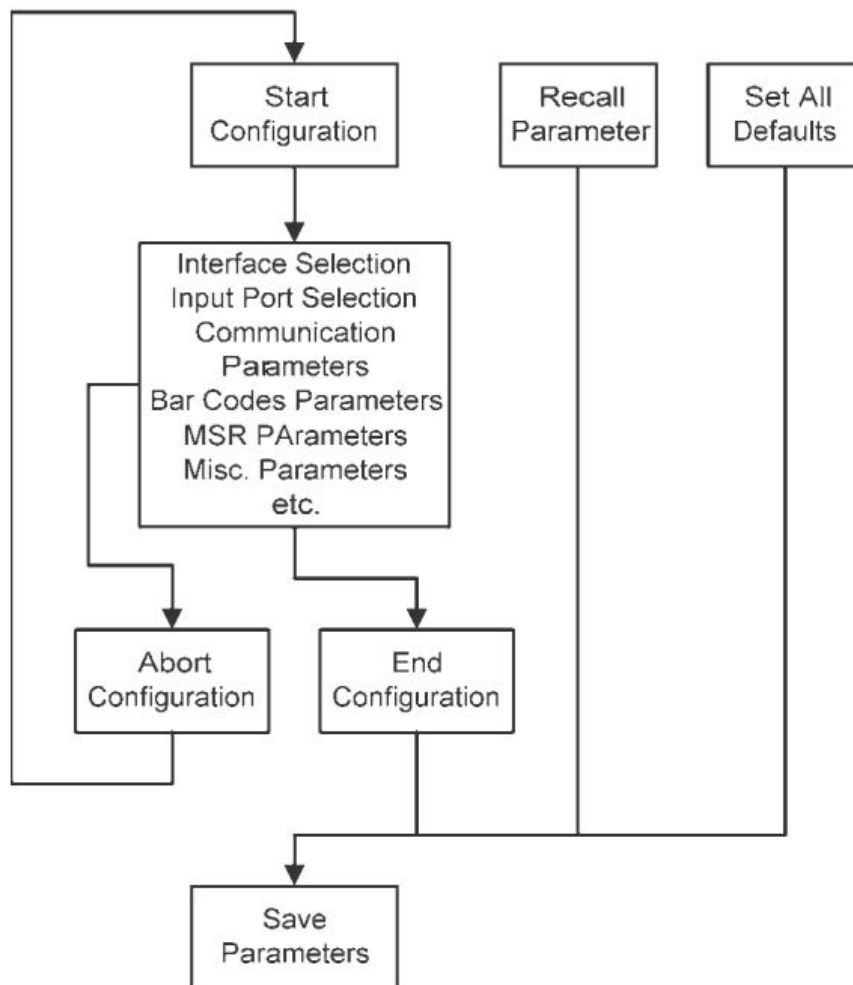 Start
Configuration
Recall
Parameter
Set All
Defaults
Interface Selection
Input Port Selection
Communication
Parameters
Bar Codes Parameters
MSR PArameters
Misc. Parameters
etc.
Abort
Configuration
End
Configuration
Save
Parameters